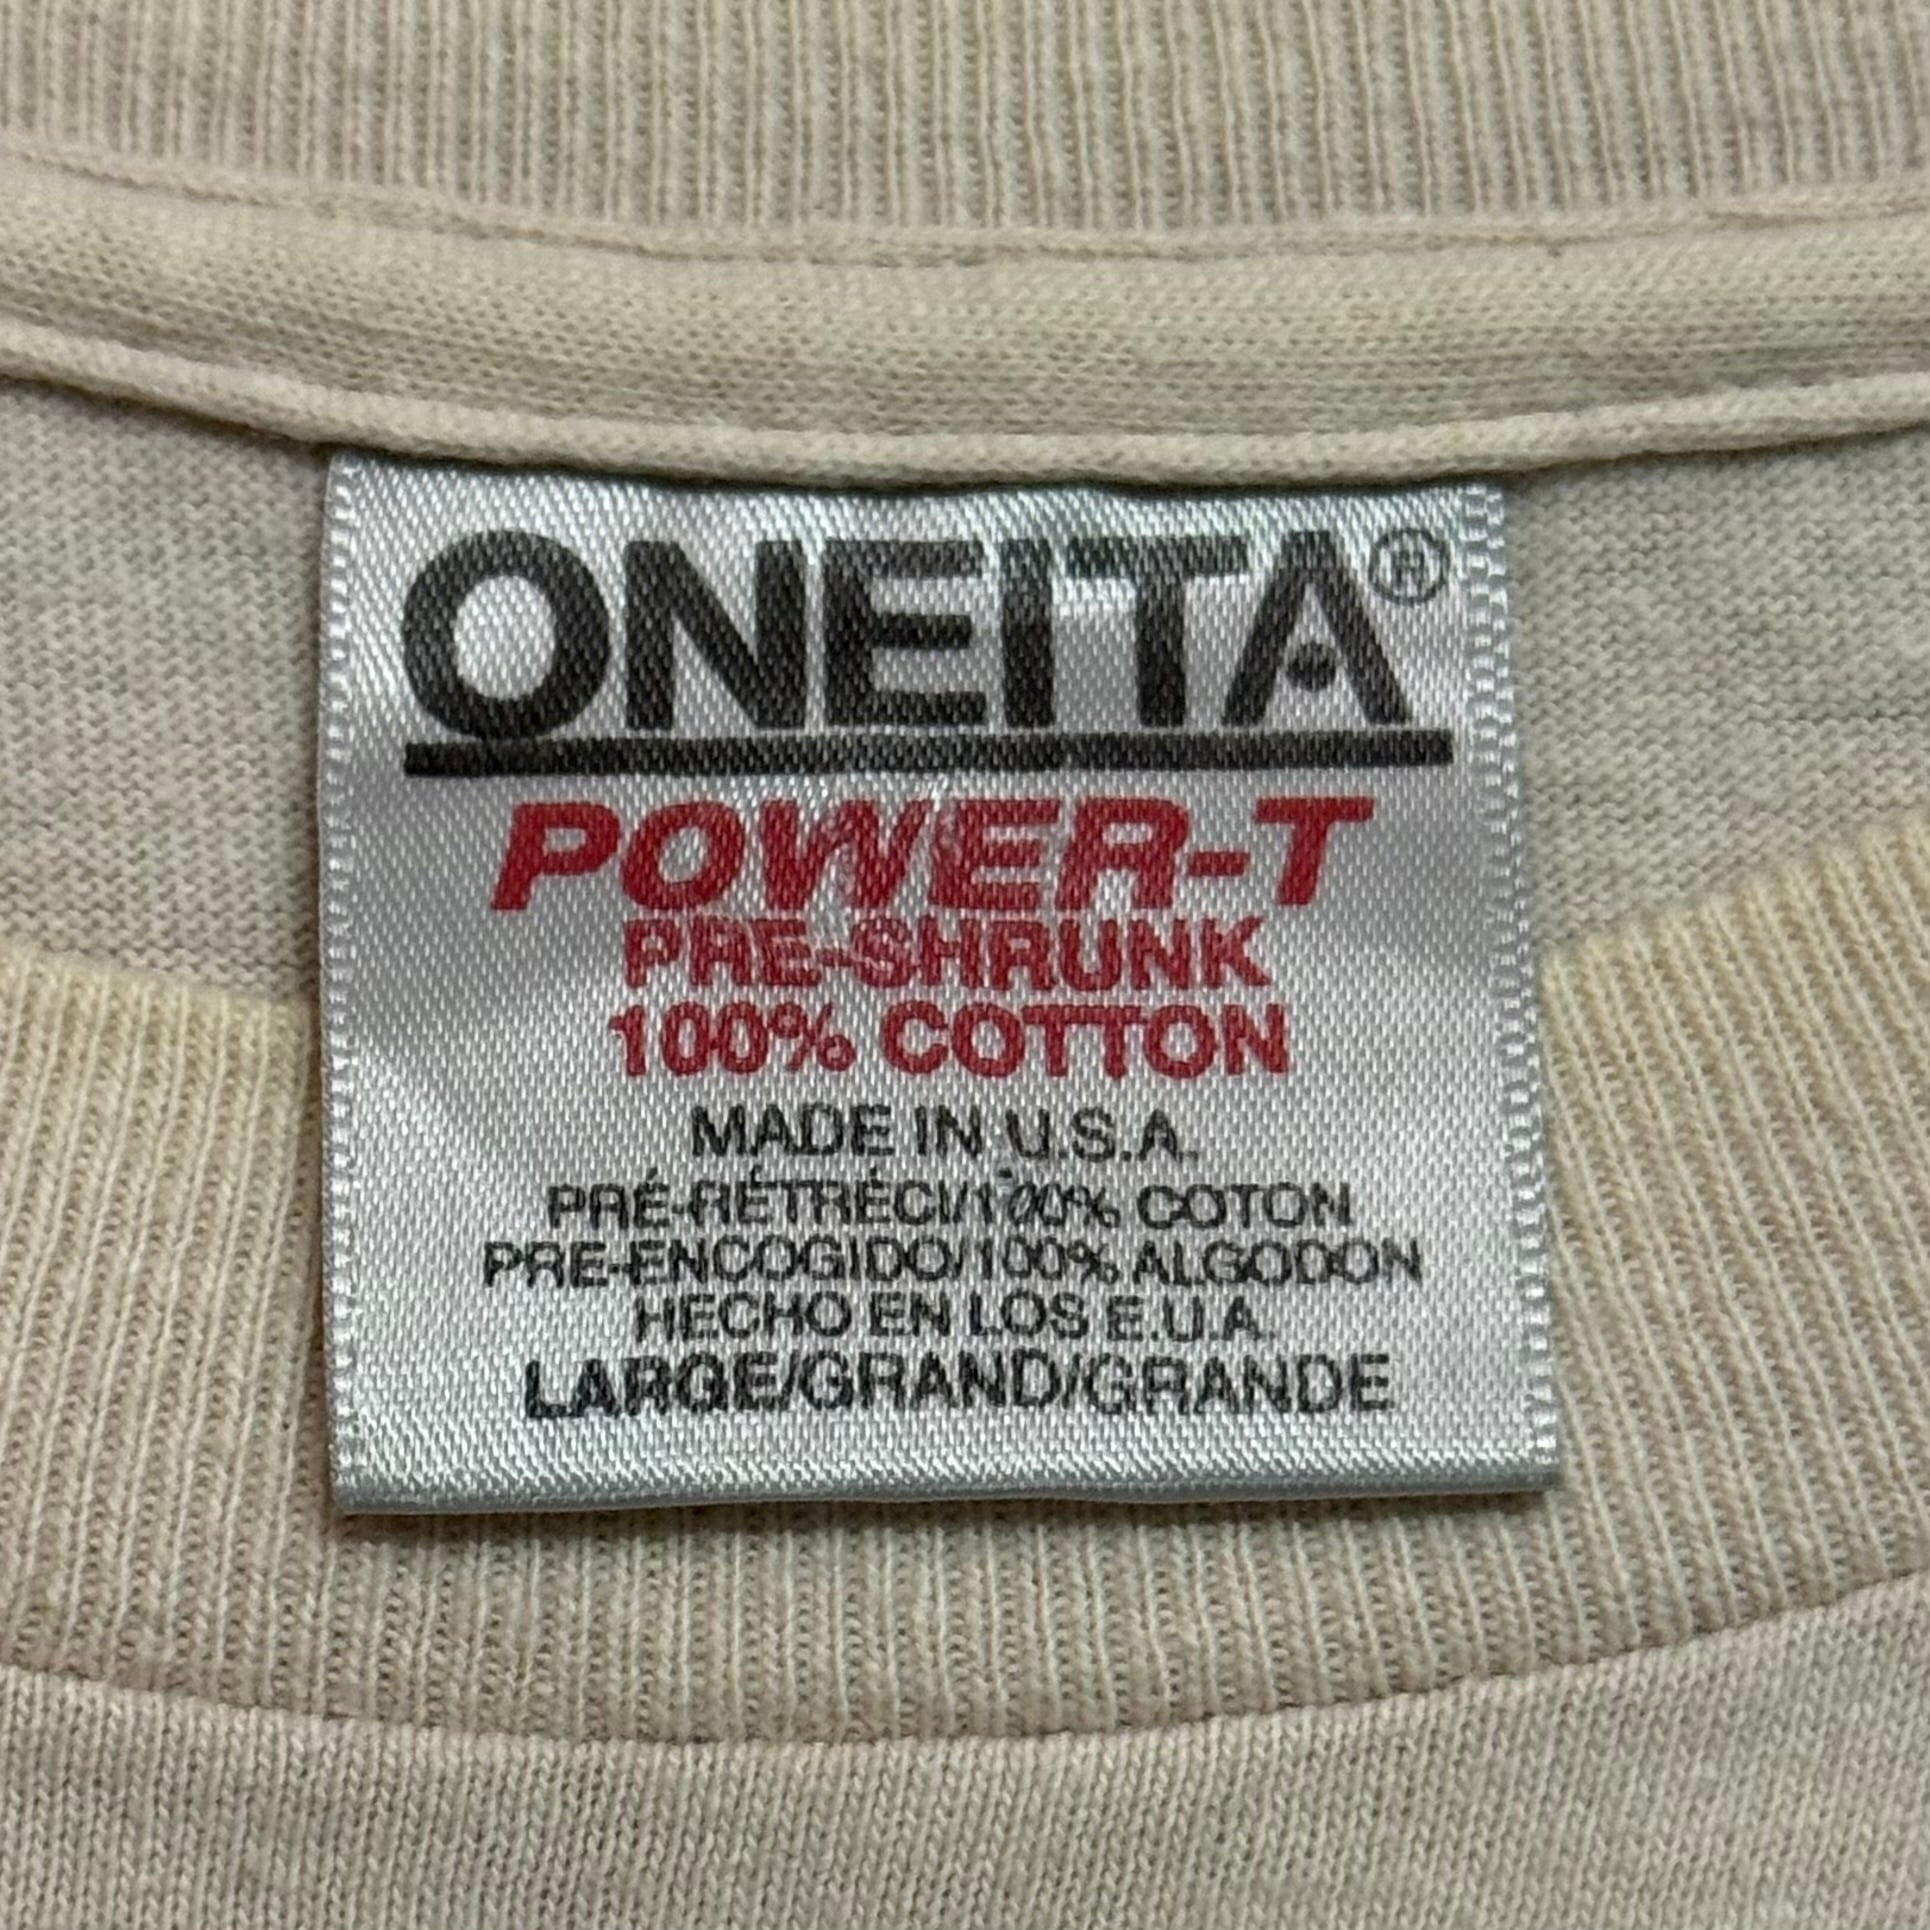 ONEITA®
POWER-T
PRE-SHRUNK
100% COTTON
MADE IN U.S.A.
PRÉ-RÉTRÉCI/100% COTON
PRE-ENCOGIDO/100% ALGODON
HECHO EN LOS E.U.A.
LARGE/GRAND/GRANDE